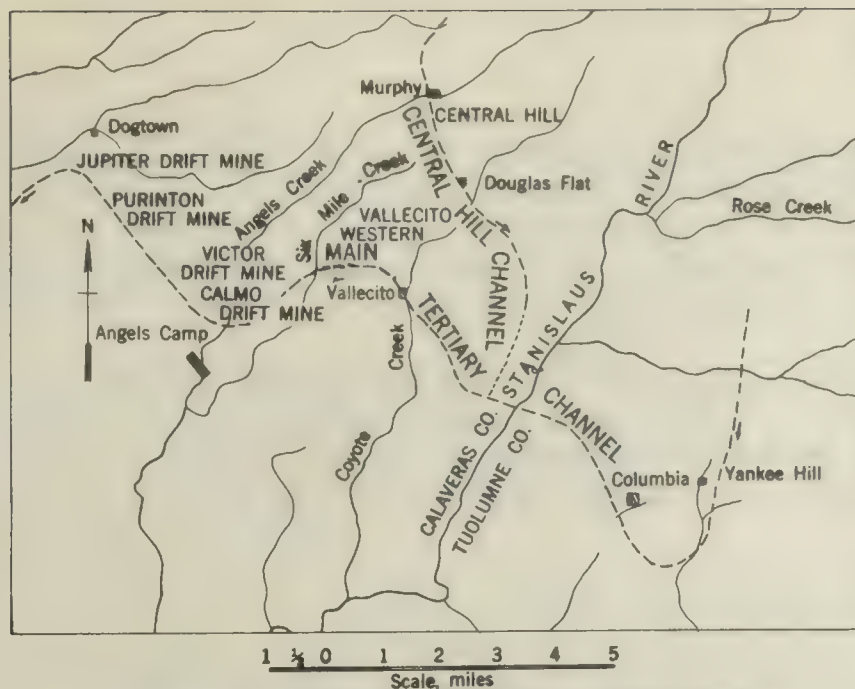 Murphy
CENTRAL HILL
Dogtown
JUPITER DRIFT MINE
Douglas Flat
PURINTON
DRIFT MINE
Angels Creek
Six Mile Creek
CENTRAL HILL CHANNEL
VALLECITO
WESTERN
RIVER
Rose Creek
N
VICTOR
DRIFT MINE
MAIN
CALMO
DRIFT MINE
Vallecito
TERTIARY
STANISLAUS
Angels Camp
Creek
Coyote
CHANNEL
CALAVERAS CO.
TUOLUMNE CO.
Columbia
Yankee Hill
1 ½ 0 1 2 3 4 5
Scale, miles